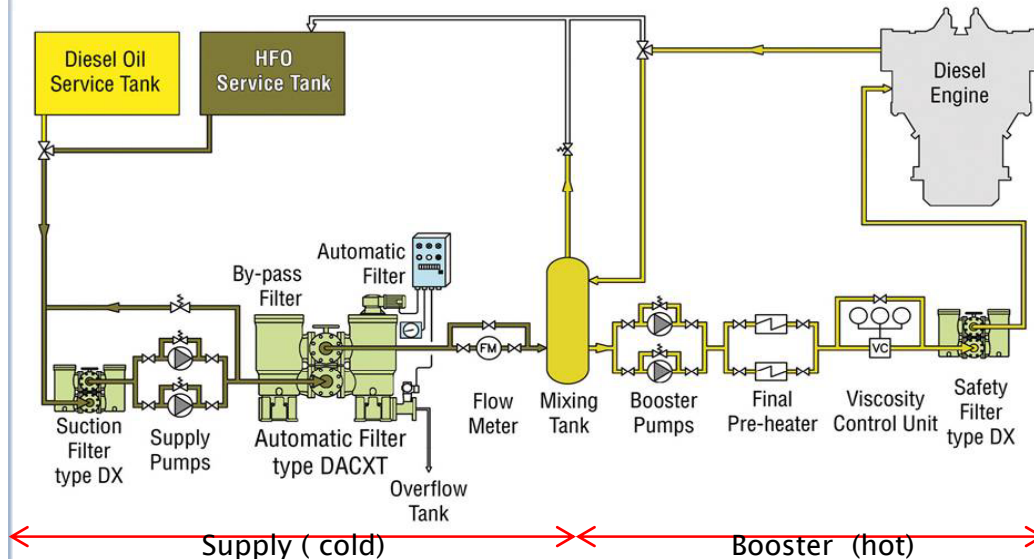 Diesel Oil
Service Tank
HFO
Service Tank
Diesel
Engine
Automatic
Filter
By-pass
Filter
FM
VC
Suction
Filter
type DX
Supply
Pumps
Automatic Filter
type DACXT
Overflow
Tank
Flow
Meter
Mixing
Tank
Booster
Pumps
Final
Pre-heater
Viscosity
Control Unit
Safety
Filter
type DX
Supply ( cold)
Booster (hot)